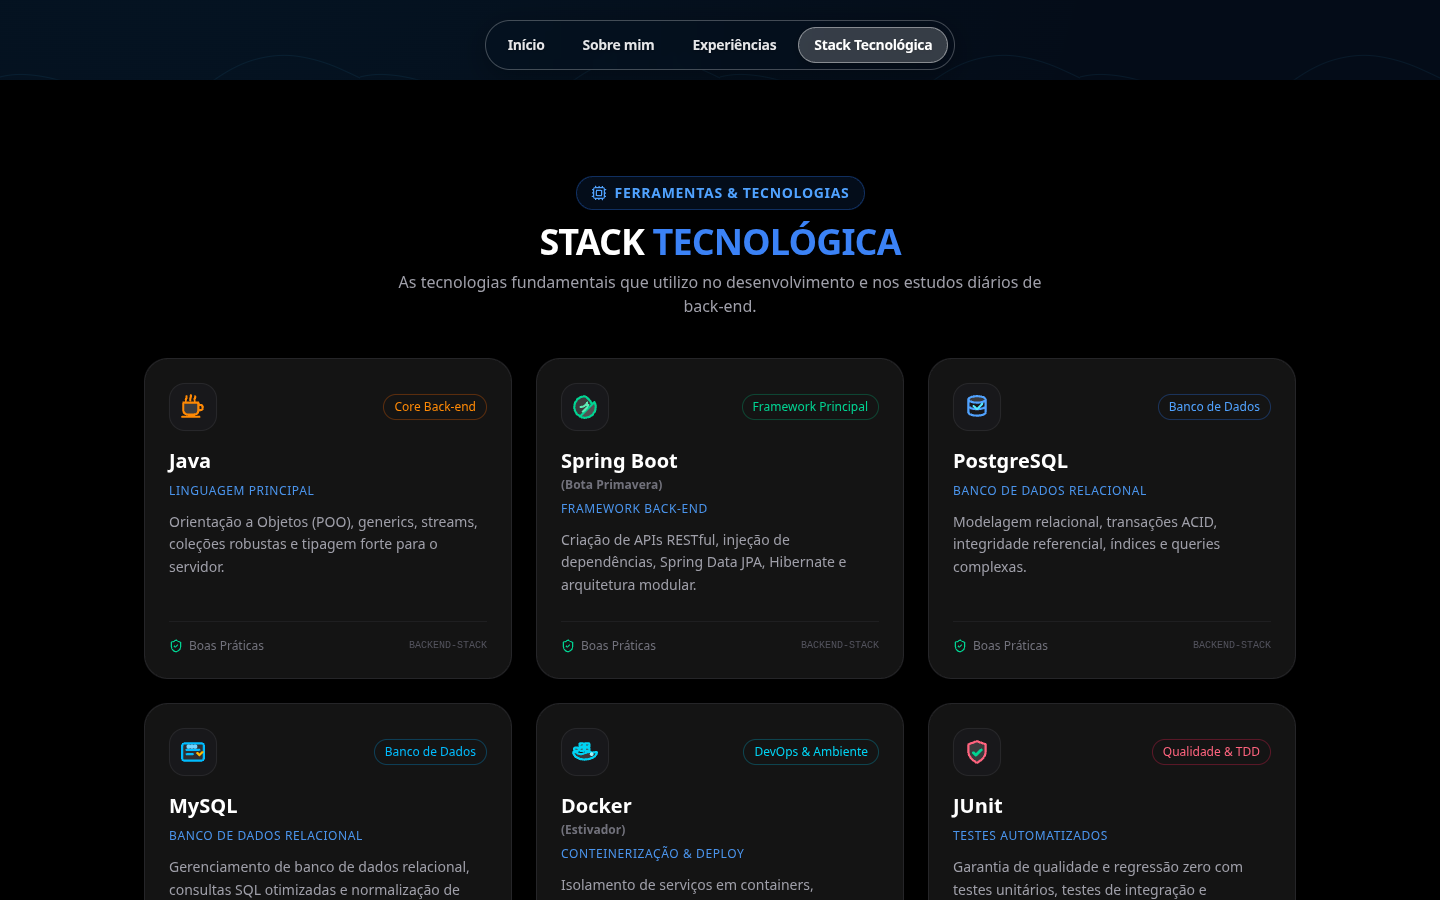 Início
Sobre mim
Experiências
Stack Tecnológica
FERRAMENTAS & TECNOLOGIAS
STACK TECNOLÓGICA
As tecnologias fundamentais que utilizo no desenvolvimento e nos estudos diários de
back-end.
Core Back-end
Java
LINGUAGEM PRINCIPAL
Orientação a Objetos (POO), generics, streams,
coleções robustas e tipagem forte para o
servidor.
Boas Práticas
BACKEND-STACK
Framework Principal
Spring Boot
(Bota Primavera)
FRAMEWORK BACK-END
Criação de APIs RESTful, injeção de
dependências, Spring Data JPA, Hibernate e
arquitetura modular.
Boas Práticas
BACKEND-STACK
Banco de Dados
PostgreSQL
BANCO DE DADOS RELACIONAL
Modelagem relacional, transações ACID,
integridade referencial, índices e queries
complexas.
Boas Práticas
BACKEND-STACK
Banco de Dados
MySQL
BANCO DE DADOS RELACIONAL
Gerenciamento de banco de dados relacional,
consultas SQL otimizadas e normalização de
DevOps & Ambiente
Docker
(Estivador)
CONTEINERIZAÇÃO & DEPLOY
Isolamento de serviços em containers,
Qualidade & TDD
JUnit
TESTES AUTOMATIZADOS
Garantia de qualidade e regressão zero com
testes unitários, testes de integração e